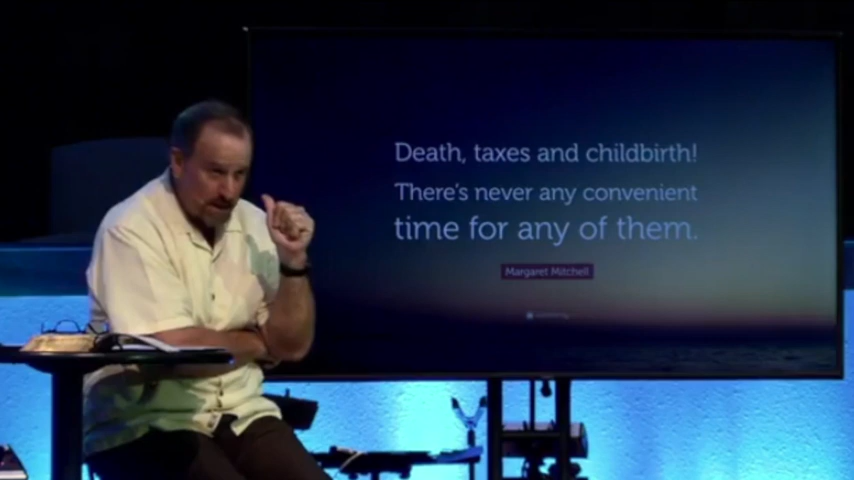 Death, taxes and childbirth!
There's never any convenient
time for any of them.
Margaret Mitchell